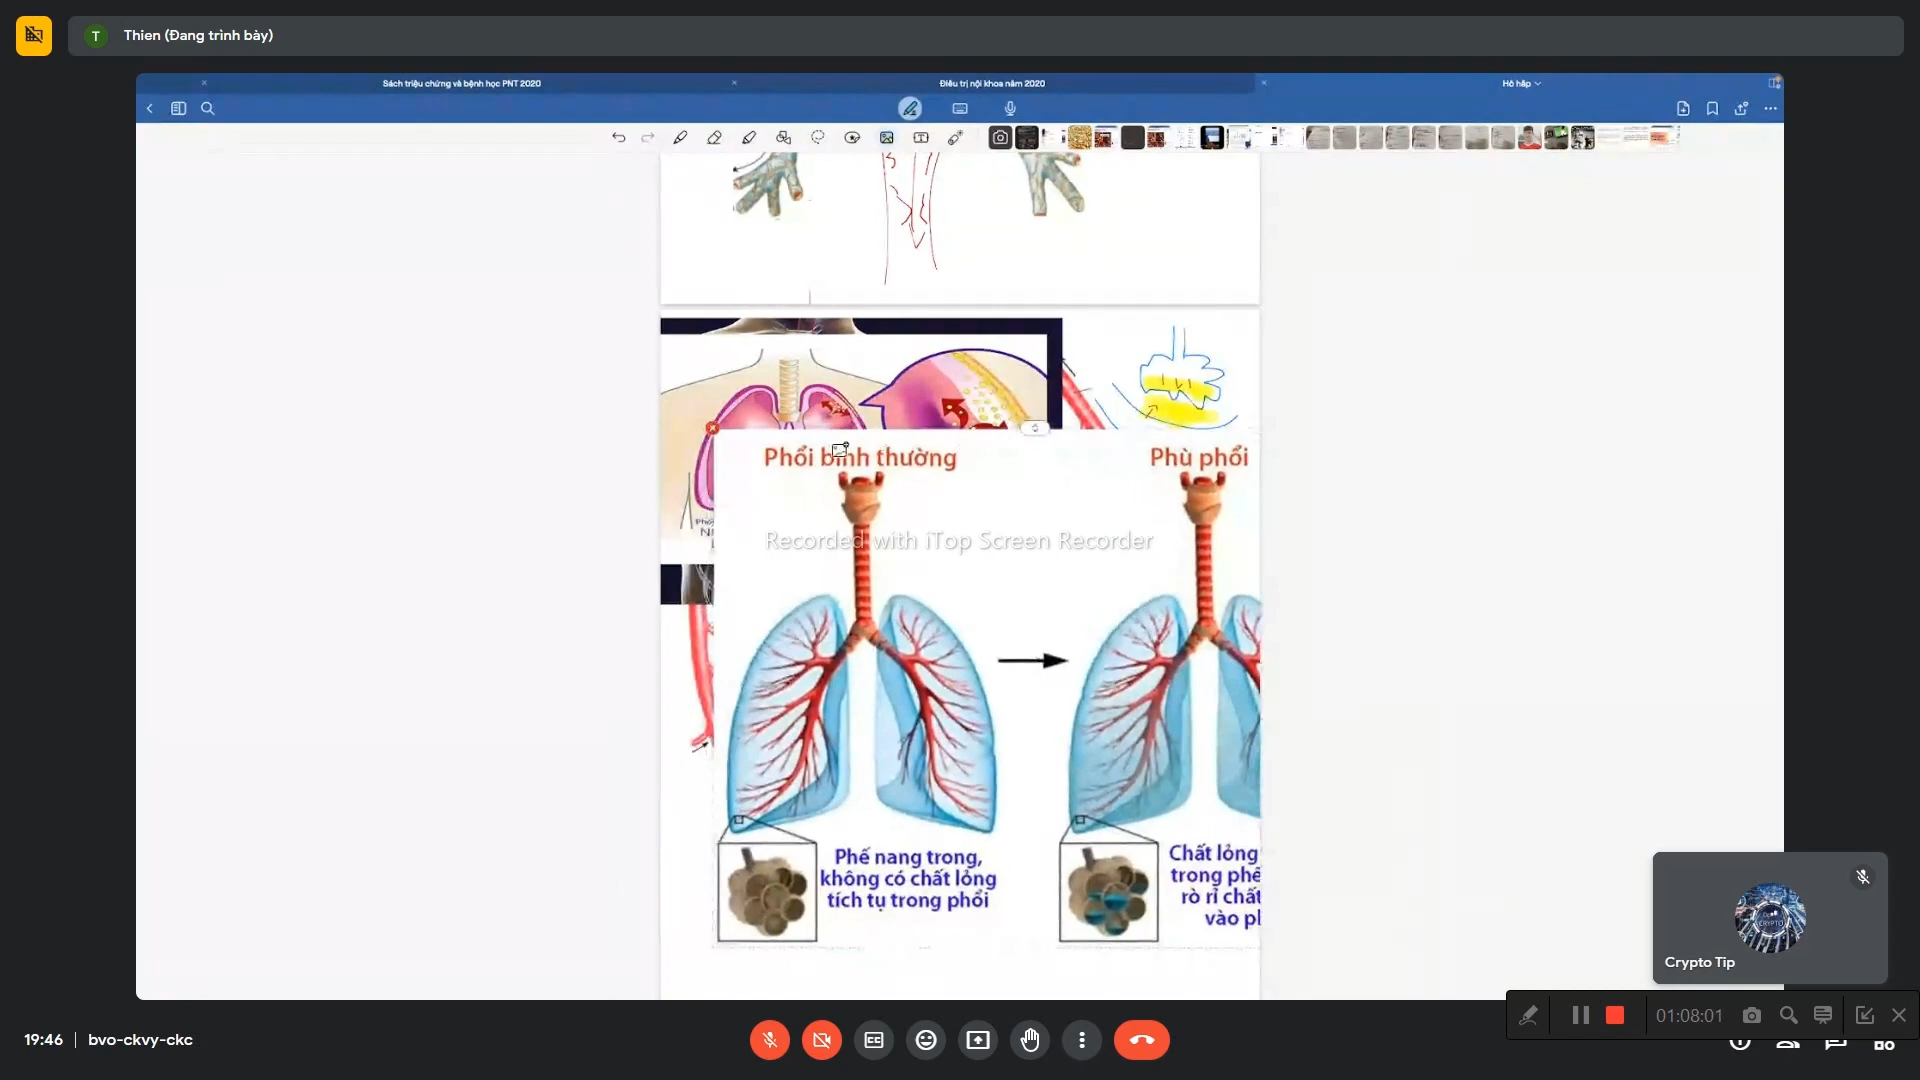 T Thien (Đang trình bày)
Sách triệu chứng và bệnh học PNT 2020
Điều trị nội khoa năm 2020
Hô hấp
Phổi bình thường
Phù phổi
Recorded with iTop Screen Recorder
Phế nang trong,
không có chất lỏng
tích tụ trong phổi
Chất lỏng
trong phế
rò rỉ chất
vào
Crypto Tip
01:08:01
19:46 | bvo-ckvy-ckc